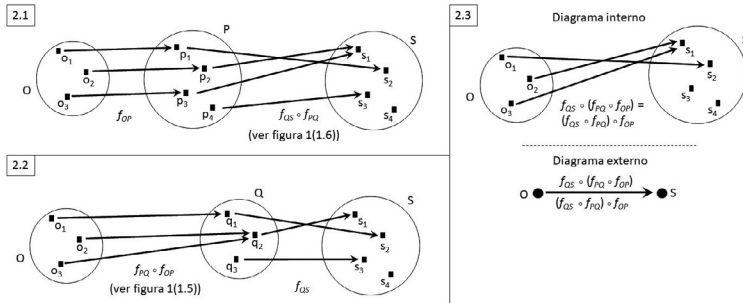 2.1
P
S
O
o1
o2
o3
p1
p2
p3
p4
s1
s2
s3
s4
fOP
fQS ∘ fPQ
(ver figura 1(1.6))
2.2
Q
S
O
o1
o2
o3
q1
q2
q3
s1
s2
s3
s4
fPQ ∘ fOP
(ver figura 1(1.5))
fQS
2.3
Diagrama interno
O
o1
o2
o3
s1
s2
s3
s4
fQS ∘ (fPQ ∘ fOP) =
(fQS ∘ fPQ) ∘ fOP
Diagrama externo
fQS ∘ (fPQ ∘ fOP)
O
S
(fQS ∘ fPQ) ∘ fOP